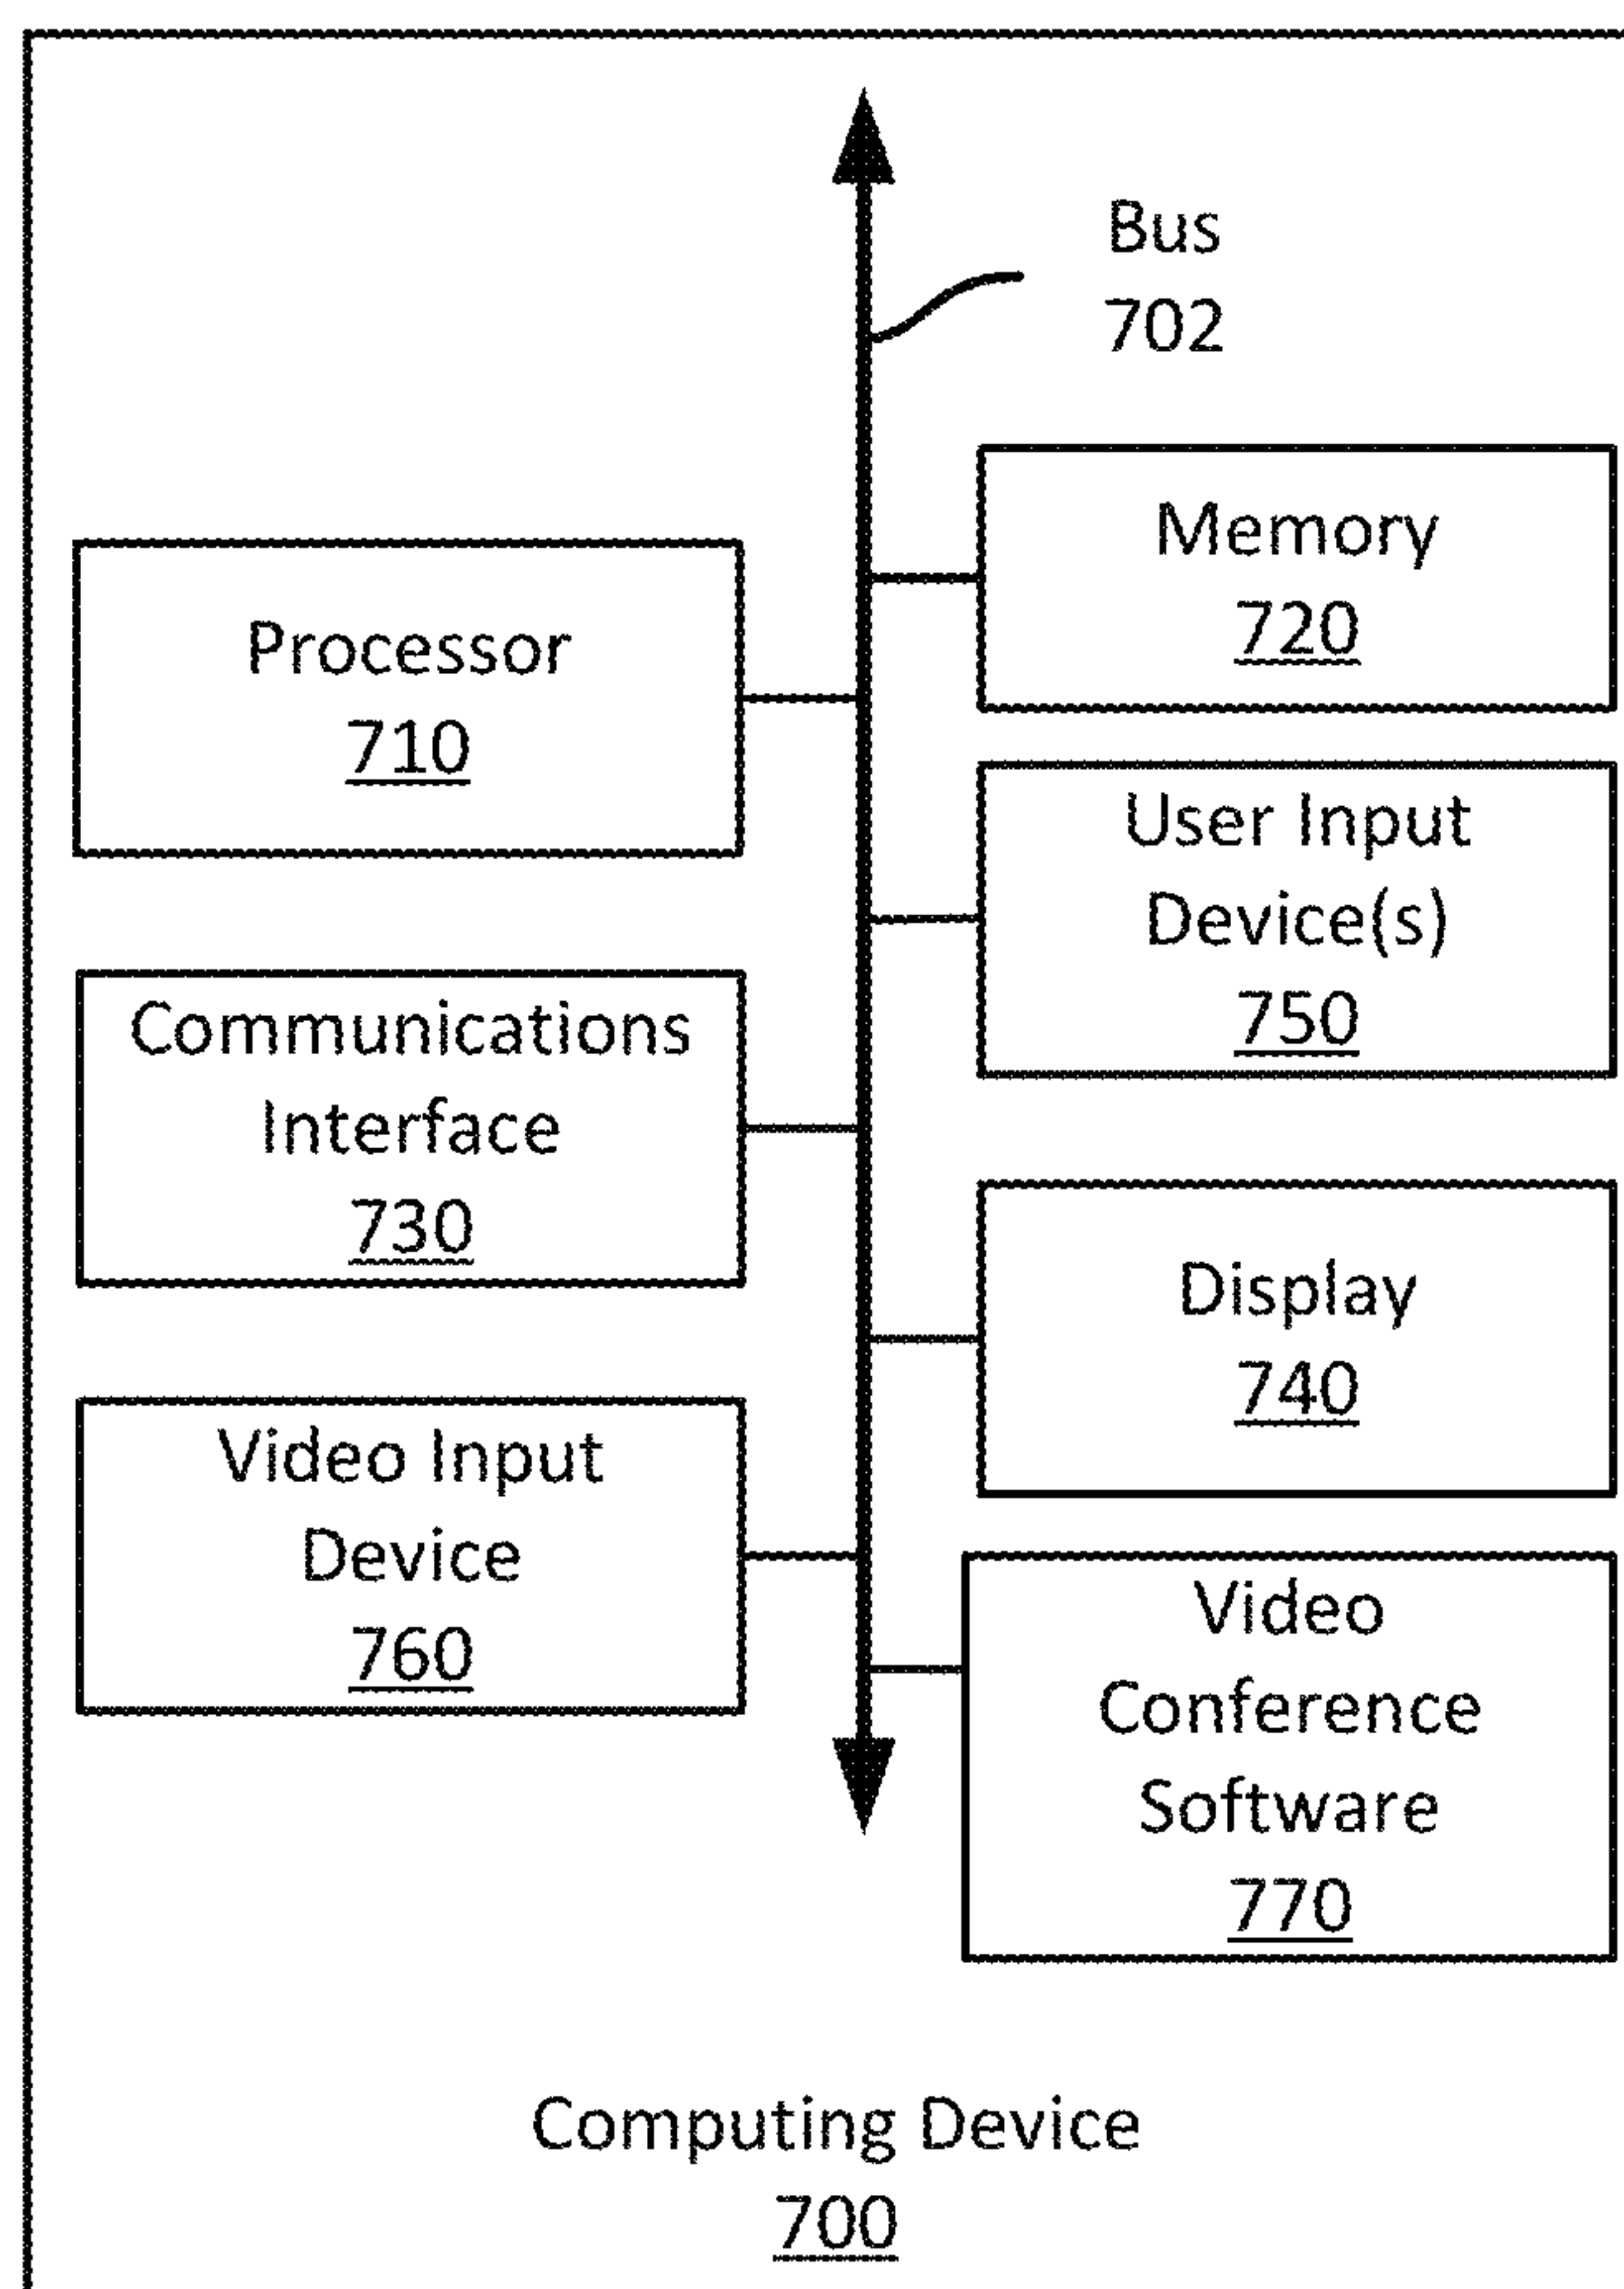 Bus
702
Memory
720
Processor
710
User Input
Device(s)
750
Communications
Interface
730
Display
740
Video Input
Device
760
Video
Conference
Software
770
Computing Device
700